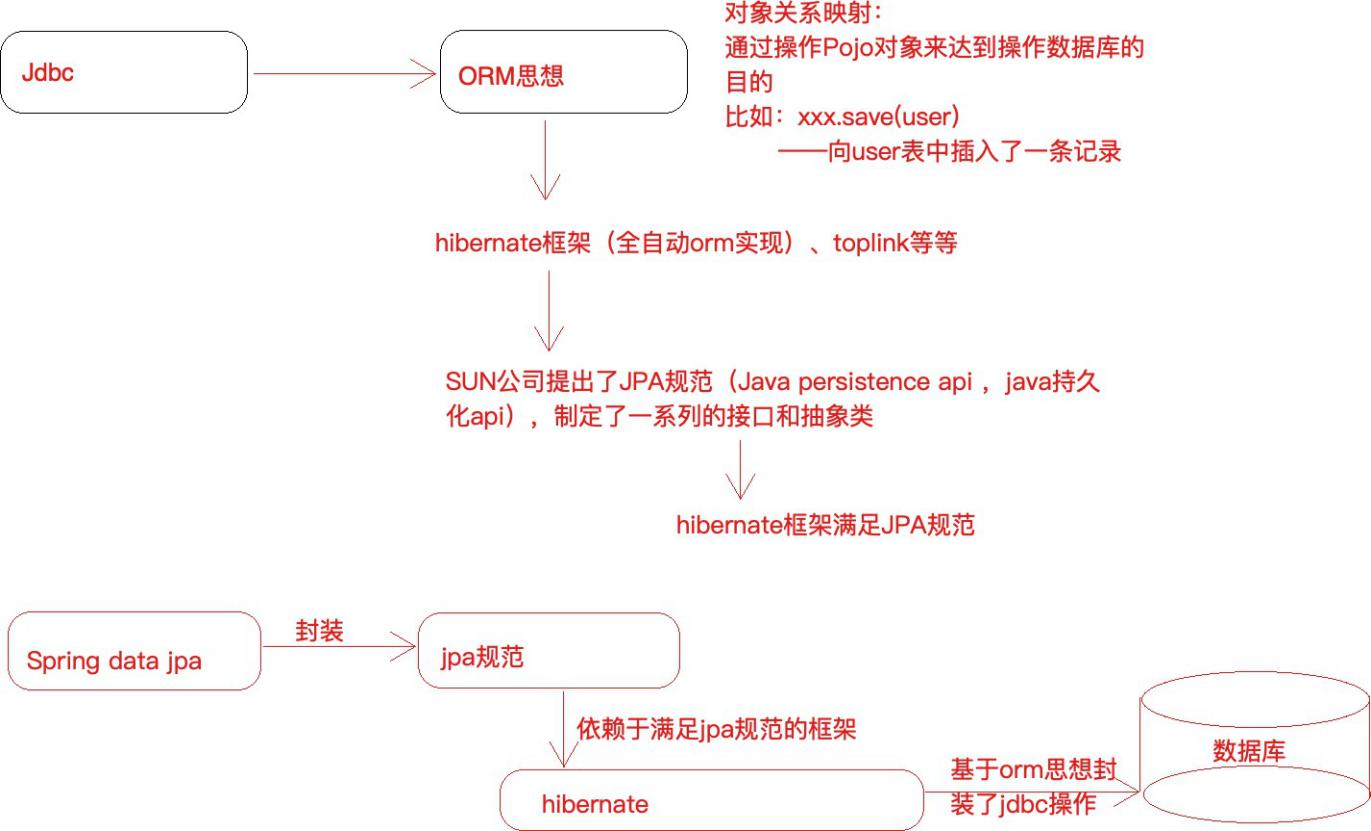 对象关系映射：
通过操作Pojo对象来达到操作数据库的
目的
比如：xxx.save(user)
——向user表中插入了一条记录
Jdbc
ORM思想
hibernate框架（全自动orm实现）、toplink等等
SUN公司提出了JPA规范（Java persistence api ，java持久
化api），制定了一系列的接口和抽象类
hibernate框架满足JPA规范
Spring data jpa
封装
jpa规范
依赖于满足jpa规范的框架
hibernate
基于orm思想封
装了jdbc操作
数据库